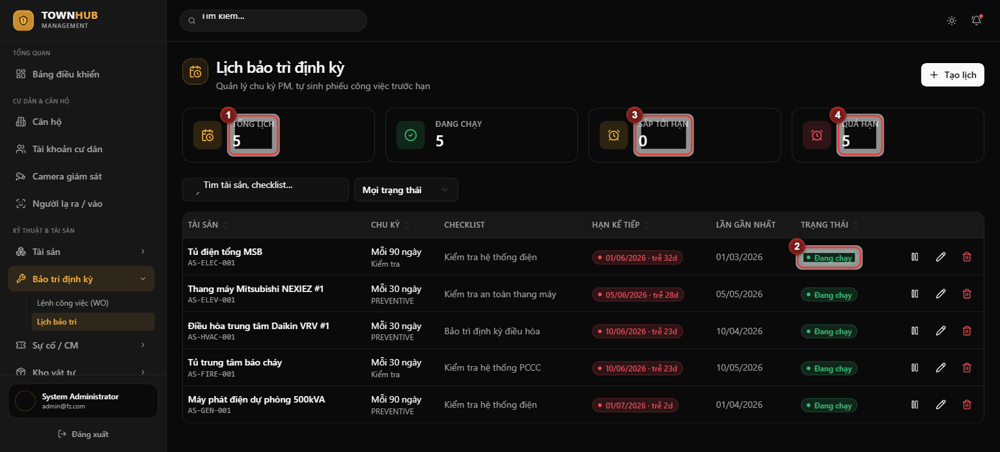 TOWNHUB
MANAGEMENT
TỔNG QUAN
Bảng điều khiển
CƯ DÂN & CĂN HỘ
Căn hộ
Tài khoản cư dân
Camera giám sát
Người lạ ra / vào
KỸ THUẬT & TÀI SẢN
Tài sản
Bảo trì định kỳ
Lệnh công việc (WO)
Lịch bảo trì
Sự cố / CM
Kho vật tư
System Administrator
admin@fz.com
Đăng xuất
Tìm kiếm...
Lịch bảo trì định kỳ
Quản lý chu kỳ PM, tự sinh phiếu công việc trước hạn
Tạo lịch
1
TỔNG LỊCH
5
ĐANG CHẠY
5
3
SẮP TỚI HẠN
0
4
QUÁ HẠN
5
Tìm tài sản, checklist...
Mọi trạng thái
TÀI SẢN CHU KỲ CHECKLIST HẠN KẾ TIẾP LẦN GẦN NHẤT TRẠNG THÁI
2
Tủ điện tổng MSB Mỗi 90 ngày Kiểm tra hệ thống điện 01/06/2026 · trễ 32d 01/03/2026 Đang chạy
AS-ELEC-001 Kiểm tra
Thang máy Mitsubishi NEXIEZ #1 Mỗi 30 ngày Kiểm tra an toàn thang máy 05/06/2026 · trễ 28d 05/05/2026 Đang chạy
AS-ELEV-001 PREVENTIVE
Điều hòa trung tâm Daikin VRV #1 Mỗi 30 ngày Bảo trì định kỳ điều hòa 10/06/2026 · trễ 23d 10/04/2026 Đang chạy
AS-HVAC-001 PREVENTIVE
Tủ trung tâm báo cháy Mỗi 30 ngày Kiểm tra hệ thống PCCC 10/06/2026 · trễ 23d 10/05/2026 Đang chạy
AS-FIRE-001 Kiểm tra
Máy phát điện dự phòng 500kVA Mỗi 90 ngày Kiểm tra hệ thống điện 01/07/2026 · trễ 2d 01/04/2026 Đang chạy
AS-GEN-001 PREVENTIVE